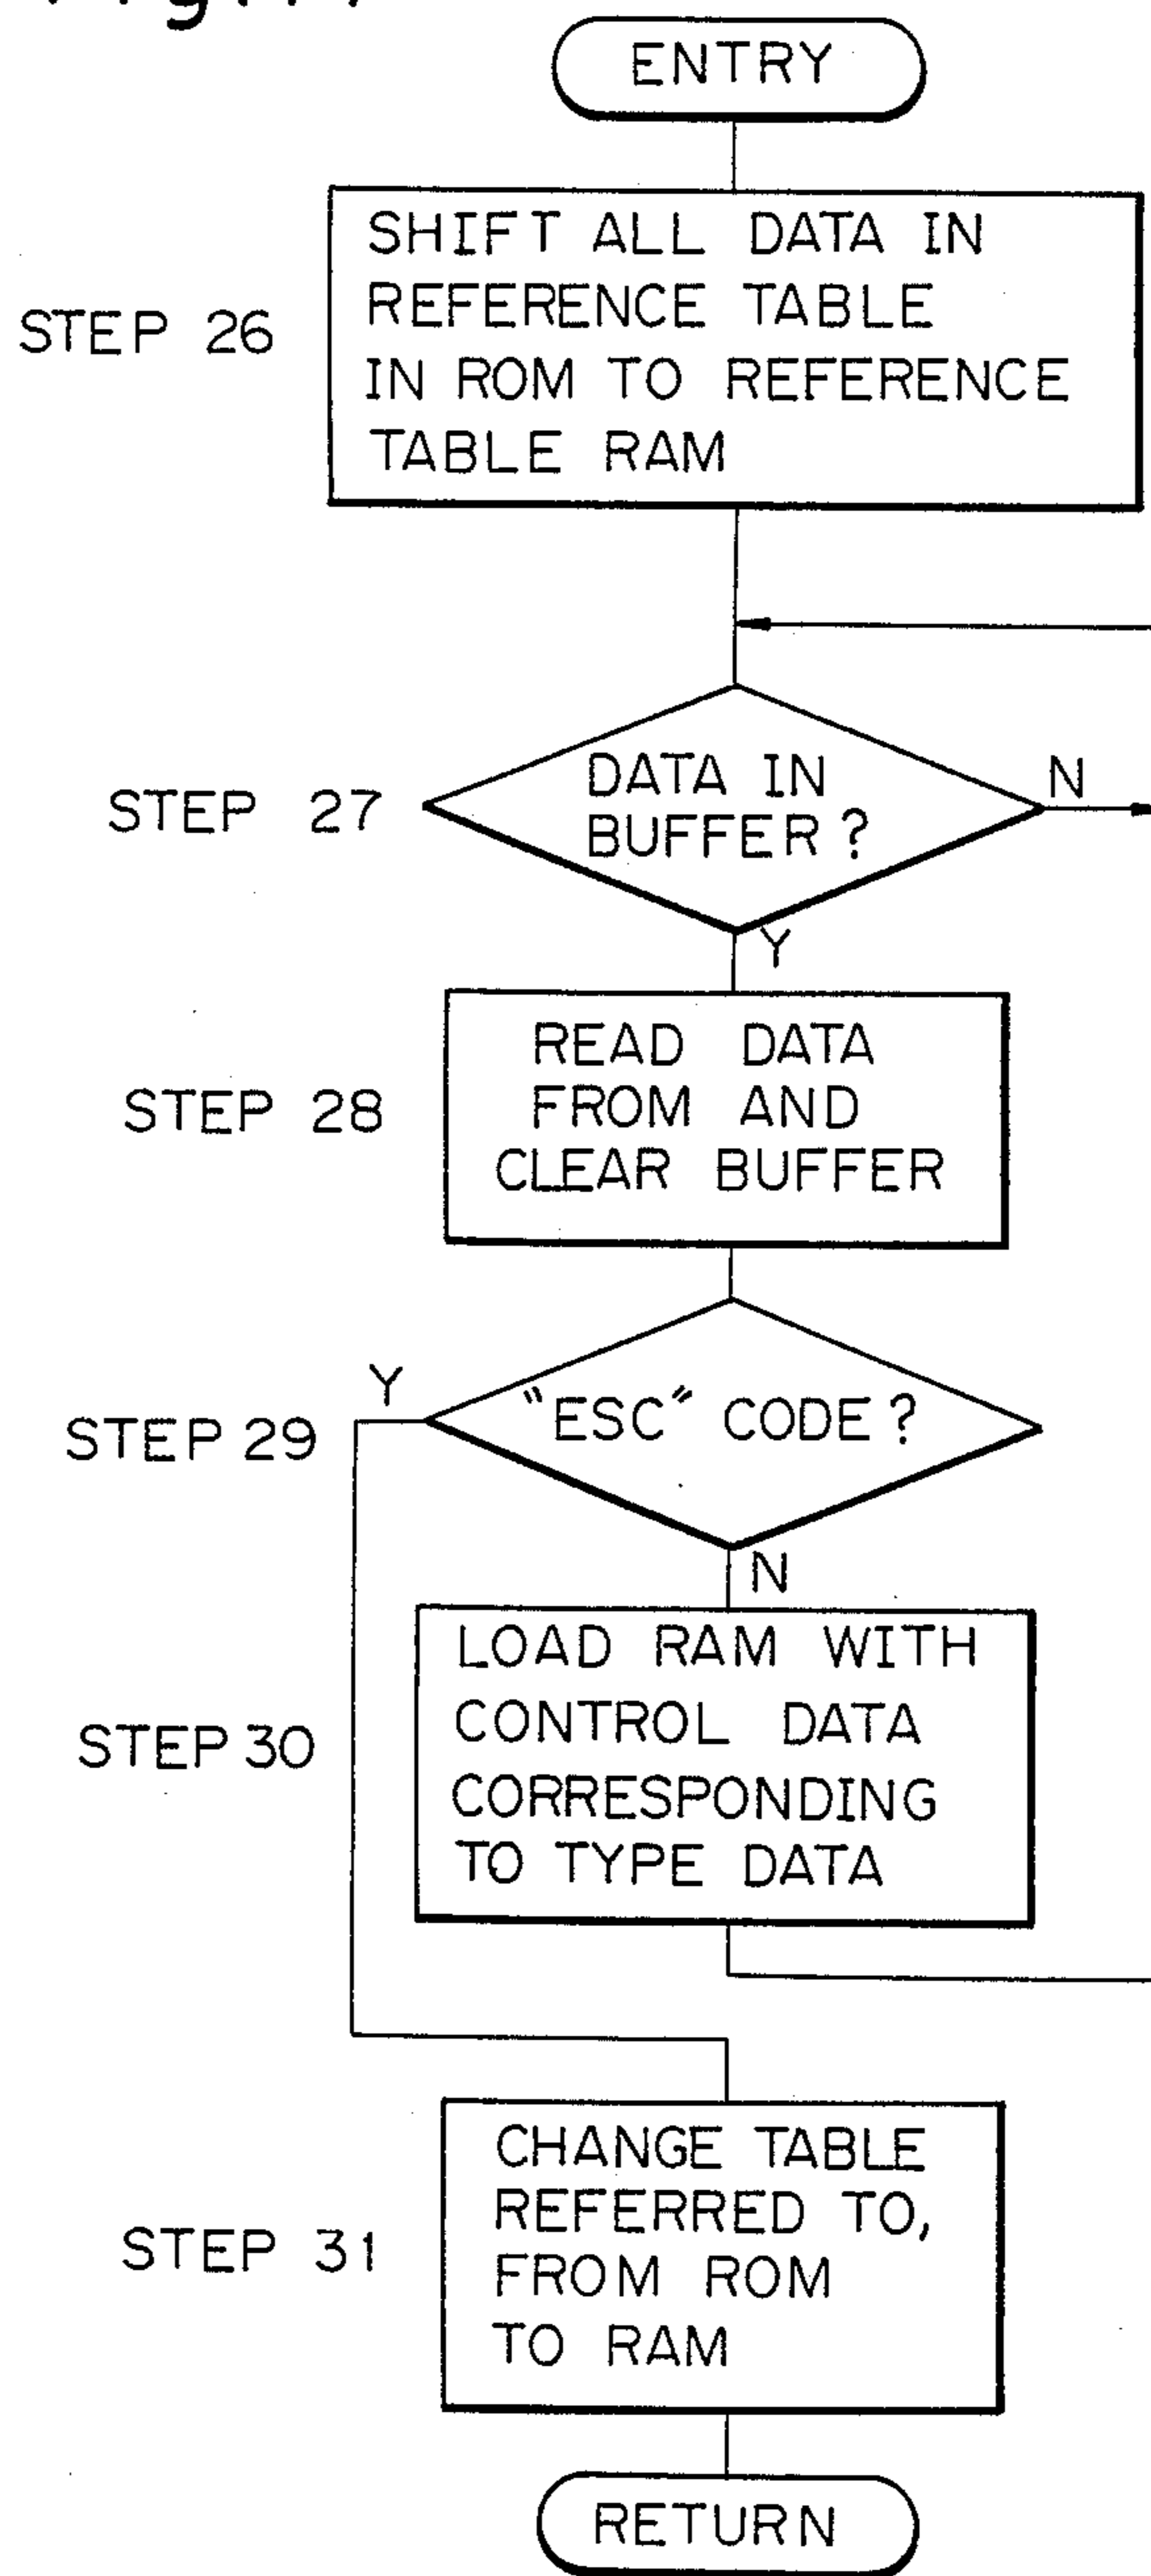 ENTRY
STEP 26
SHIFT ALL DATA IN
REFERENCE TABLE
IN ROM TO REFERENCE
TABLE RAM
STEP 27
DATA IN
BUFFER ?
N
Y
STEP 28
READ DATA
FROM AND
CLEAR BUFFER
Y
STEP 29
"ESC" CODE ?
N
STEP 30
LOAD RAM WITH
CONTROL DATA
CORRESPONDING
TO TYPE DATA
STEP 31
CHANGE TABLE
REFERRED TO,
FROM ROM
TO RAM
RETURN